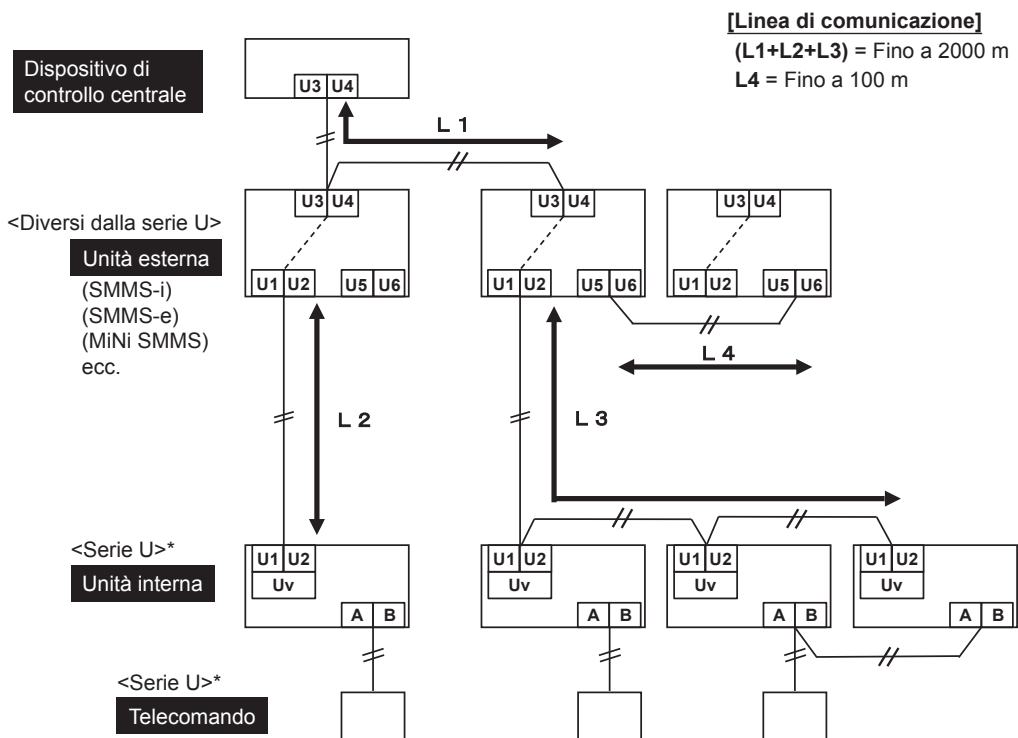 [Linea di comunicazione]
(L1+L2+L3) = Fino a 2000 m
L4 = Fino a 100 m
Dispositivo di
controllo centrale
U3 U4
L 1
<Diversi dalla serie U>
Unità esterna
(SMMS-i)
(SMMS-e)
(MiNi SMMS)
ecc.
U3 U4
U3 U4
U3 U4
U1 U2 U5 U6
U1 U2 U5 U6
U1 U2 U5 U6
L 4
L 2
L 3
<Serie U>*
Unità interna
U1 U2
Uv
A B
U1 U2
Uv
A B
U1 U2
Uv
A B
U1 U2
Uv
A B
<Serie U>*
Telecomando